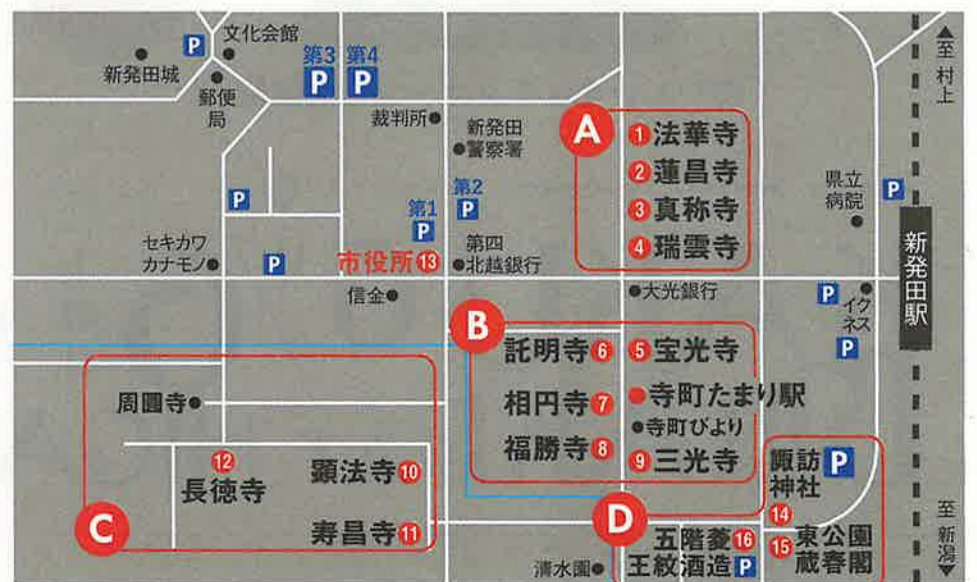 文化会館
P
新発田城
郵便
局
第3
P
第4
P
裁判所
新発田
警察署
A
1 法華寺
2 蓮昌寺
3 真称寺
4 瑞雲寺
▲至 村上
県立
病院
P
新発田駅
P
第1
P
第2
P
セキカワ
カナモノ
P
市役所 13
第四
北越銀行
信金
大光銀行
P
イク
ネス
P
B
託明寺 6
5 宝光寺
相円寺 7
寺町たまり駅
寺町びより
福勝寺 8
9 三光寺
周圓寺
12
長徳寺
顕法寺 10
寿昌寺 11
C
D
諏訪
神社
P
14
15 東公園
蔵春閣
五階菱 16
王紋酒造 P
清水園
至 新潟▼